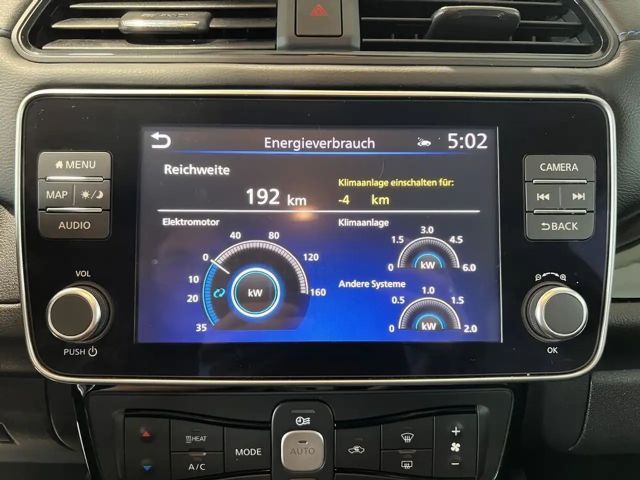 Energieverbrauch 5:02
MENU
MAP
AUDIO
VOL
PUSH
Reichweite
192 km
Klimaanlage einschalten für:
-4 km
Elektromotor
0 40 80 120 160
10 20 35
kW
Klimaanlage
0 1.5 3.0 4.5 6.0
kW
Andere Systeme
0 0.5 1.0 1.5 2.0
kW
CAMERA
BACK
OK
HEAT
A/C
MODE
AUTO
+
-